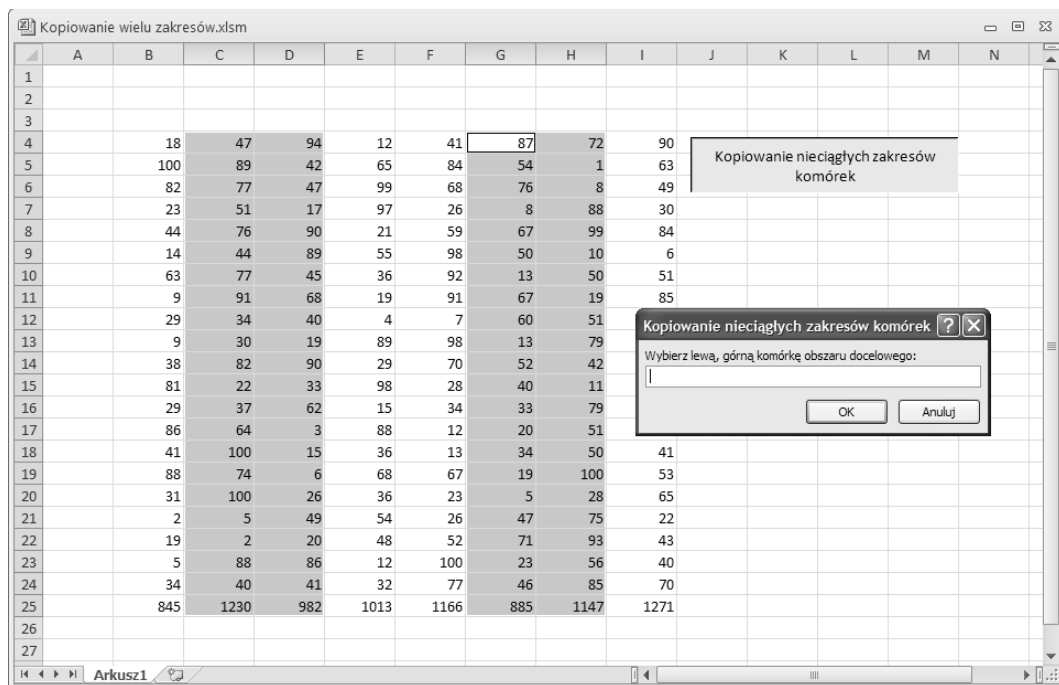 Kopiowanie wielu zakresów.xlsm
A B C D E F G H I J K L M N
1
2
3
4 18 47 94 12 41 87 72 90
Kopiowanie nieciągłych zakresów
komórek
5 100 89 42 65 84 54 1 63
6 82 77 47 99 68 76 8 49
7 23 51 17 97 26 8 88 30
8 44 76 90 21 59 67 99 84
9 14 44 89 55 98 50 10 6
10 63 77 45 36 92 13 50 51
11 9 91 68 19 91 67 19 85
12 29 34 40 4 7 60 51
13 9 30 19 89 98 13 79
14 38 82 90 29 70 52 42
15 81 22 33 98 28 40 11
16 29 37 62 15 34 33 79
17 86 64 3 88 12 20 51
Kopiowanie nieciągłych zakresów komórek
Wybierz lewą, górną komórkę obszaru docelowego:
OK Anuluj
18 41 100 15 36 13 34 50 41
19 88 74 6 68 67 19 100 53
20 31 100 26 36 23 5 28 65
21 2 5 49 54 26 47 75 22
22 19 2 20 48 52 71 93 43
23 5 88 86 12 100 23 56 40
24 34 40 41 32 77 46 85 70
25 845 1230 982 1013 1166 885 1147 1271
26
27
Arkusz1